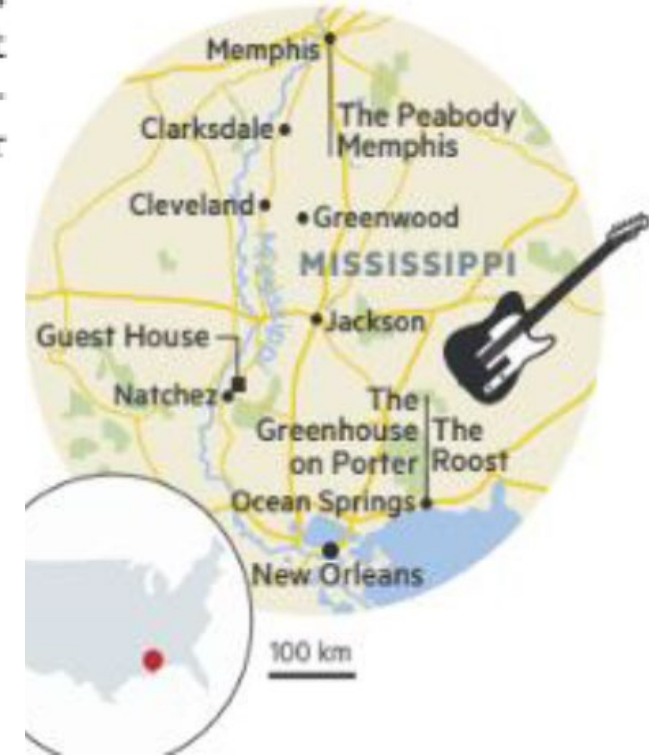 Memphis
The Peabody
Memphis
Clarksdale
Cleveland
Greenwood
MISSISSIPPI
Mississippi
Jackson
Guest House
Natchez
The
Greenhouse
on Porter
The
Roost
Ocean Springs
New Orleans
100 km